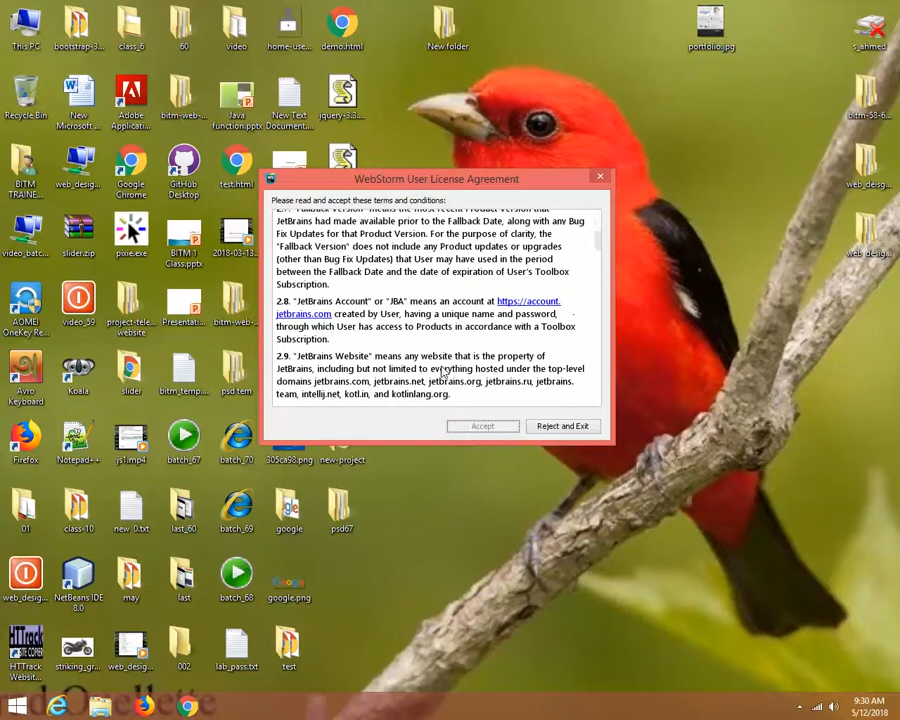 This PC
bootstrap-3...
class_6
60
video
home-use...
demo.html
New folder
portfolio.jpg
s_ahmed
Recycle Bin
New Microsoft ...
Adobe Applicati...
bitm-web-...
Java function.pptx
New Text Document...
jquery-3.3...
bitm-58-6...
BITM TRAINE...
web_desig...
Google Chrome
GitHub Desktop
test.html
web_desig...
video_batc...
slider.zip
pixie.exe
BITM 1 Class.pptx
2018-03-13...
web_desig...
AOMEI OneKey Re...
video_59
project-tele... website
Presentati...
bitm-web-...
Avro Keyboard
Koala
slider
bitm_temp...
psd tem
Firefox
Notepad++
js1.mp4
batch_67
batch_70
305ca98.png
new-project
01
class-10
new 0.txt
last_60
batch_69
google
psd67
web_desig...
NetBeans IDE 8.0
may
last
batch_68
Google
google.png
HTTrack
SITE COPIER
HTTrack Websit...
striking_gr...
web_desig...
002
lab_pass.txt
test
WS
WebStorm User License Agreement
Please read and accept these terms and conditions:
JetBrains had made available prior to the Fallback Date, along with any Bug
Fix Updates for that Product Version. For the purpose of clarity, the
"Fallback Version" does not include any Product updates or upgrades
(other than Bug Fix Updates) that User may have used in the period
between the Fallback Date and the date of expiration of User's Toolbox
Subscription.
2.8. "JetBrains Account" or "JBA" means an account at https://account.
jetbrains.com created by User, having a unique name and password,
through which User has access to Products in accordance with a Toolbox
Subscription.
2.9. "JetBrains Website" means any website that is the property of
JetBrains, including but not limited to everything hosted under the top-level
domains jetbrains.com, jetbrains.net, jetbrains.org, jetbrains.ru, jetbrains.
team, intellij.net, kotl.in, and kotlinlang.org.
Accept
Reject and Exit
Ouellette
9:30 AM
5/12/2018